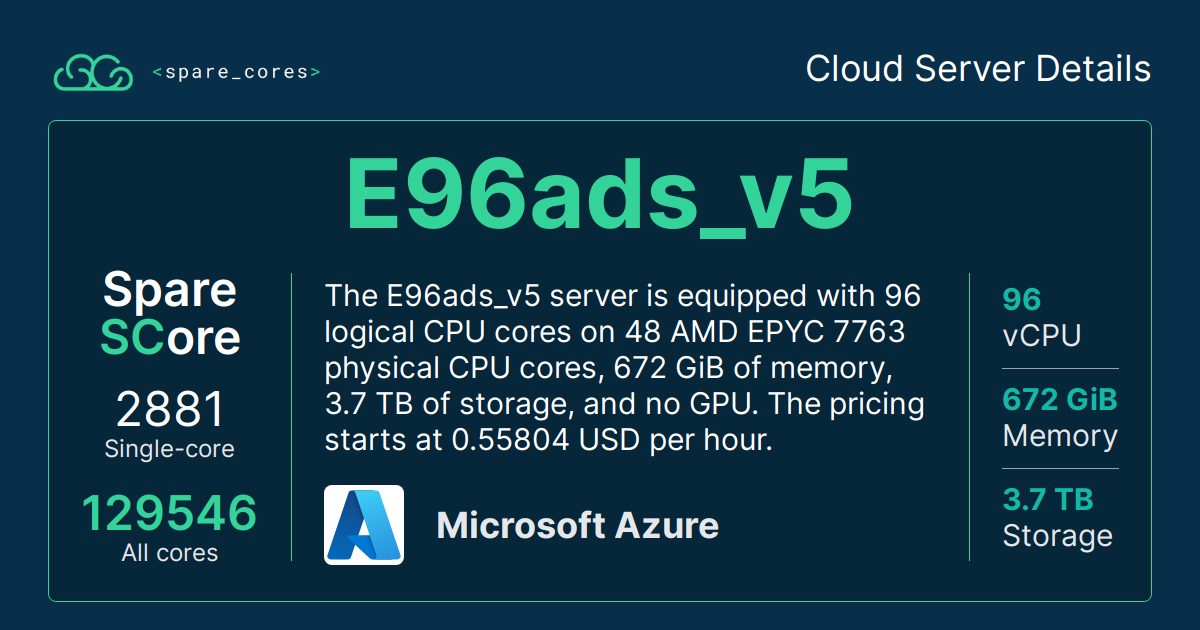 <spare_cores>
Cloud Server Details
E96ads_v5
Spare
SCore
2881
Single-core
129546
All cores
The E96ads_v5 server is equipped with 96
logical CPU cores on 48 AMD EPYC 7763
physical CPU cores, 672 GiB of memory,
3.7 TB of storage, and no GPU. The pricing
starts at 0.55804 USD per hour.
Microsoft Azure
96
vCPU
672 GiB
Memory
3.7 TB
Storage